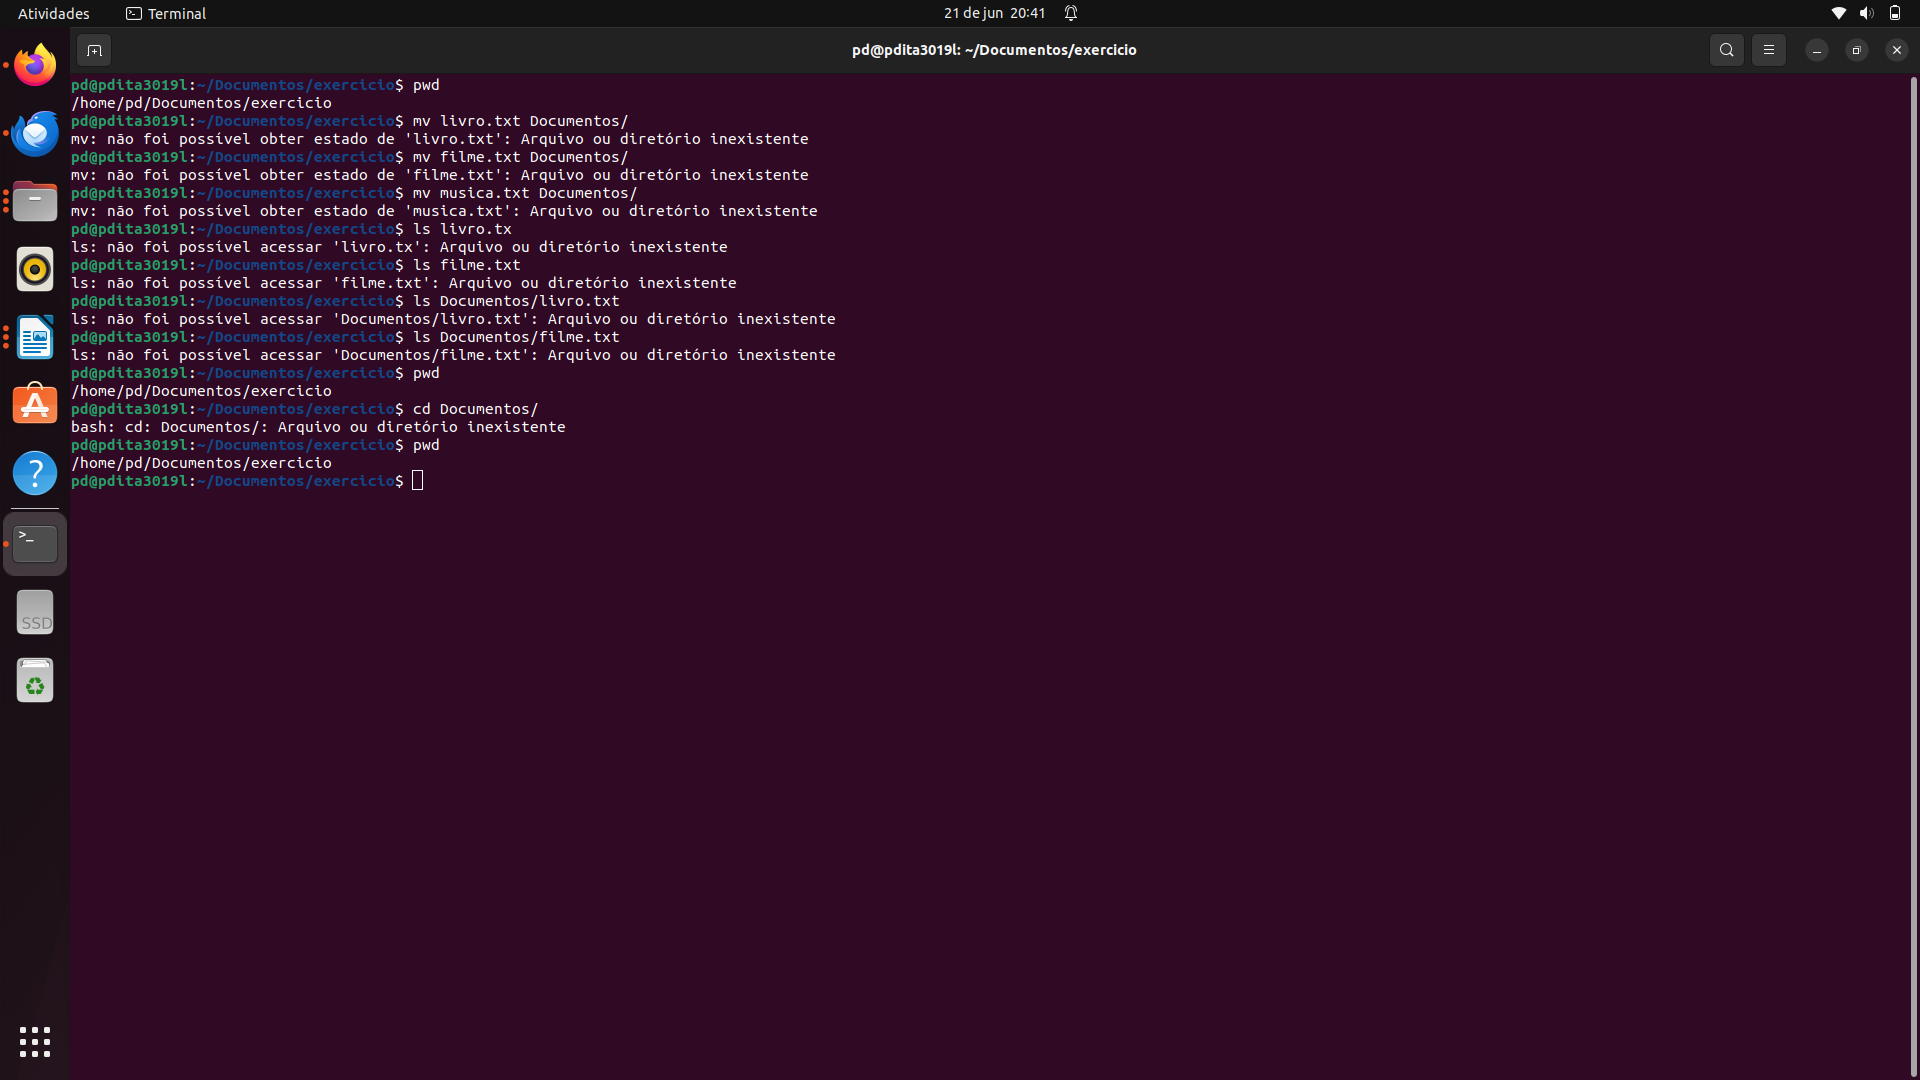 Atividades
Terminal
21 de jun 20:41
pd@pdita3019l: ~/Documentos/exercicio
pd@pdita3019l:~/Documentos/exercicio$ pwd
/home/pd/Documentos/exercicio
pd@pdita3019l:~/Documentos/exercicio$ mv livro.txt Documentos/
mv: não foi possível obter estado de 'livro.txt': Arquivo ou diretório inexistente
pd@pdita3019l:~/Documentos/exercicio$ mv filme.txt Documentos/
mv: não foi possível obter estado de 'filme.txt': Arquivo ou diretório inexistente
pd@pdita3019l:~/Documentos/exercicio$ mv musica.txt Documentos/
mv: não foi possível obter estado de 'musica.txt': Arquivo ou diretório inexistente
pd@pdita3019l:~/Documentos/exercicio$ ls livro.tx
ls: não foi possível acessar 'livro.tx': Arquivo ou diretório inexistente
pd@pdita3019l:~/Documentos/exercicio$ ls filme.txt
ls: não foi possível acessar 'filme.txt': Arquivo ou diretório inexistente
pd@pdita3019l:~/Documentos/exercicio$ ls Documentos/livro.txt
ls: não foi possível acessar 'Documentos/livro.txt': Arquivo ou diretório inexistente
pd@pdita3019l:~/Documentos/exercicio$ ls Documentos/filme.txt
ls: não foi possível acessar 'Documentos/filme.txt': Arquivo ou diretório inexistente
pd@pdita3019l:~/Documentos/exercicio$ pwd
/home/pd/Documentos/exercicio
pd@pdita3019l:~/Documentos/exercicio$ cd Documentos/
bash: cd: Documentos/: Arquivo ou diretório inexistente
pd@pdita3019l:~/Documentos/exercicio$ pwd
/home/pd/Documentos/exercicio
pd@pdita3019l:~/Documentos/exercicio$
SSD